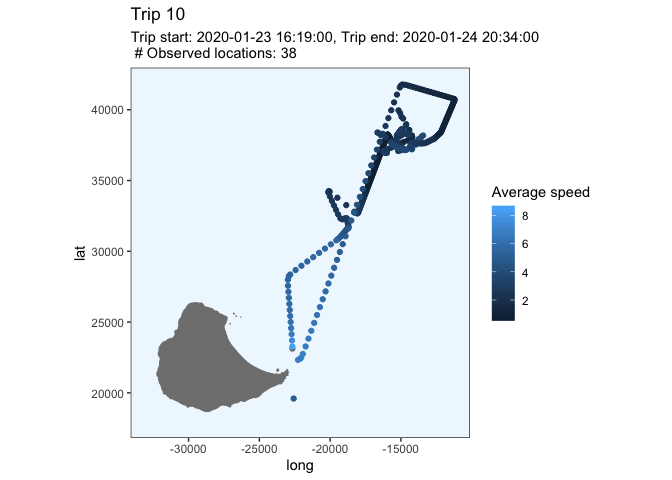 Trip 10
Trip start: 2020-01-23 16:19:00, Trip end: 2020-01-24 20:34:00
# Observed locations: 38
40000
35000
30000
25000
20000
lat
-30000
-25000
-20000
-15000
long
Average speed
8
6
4
2